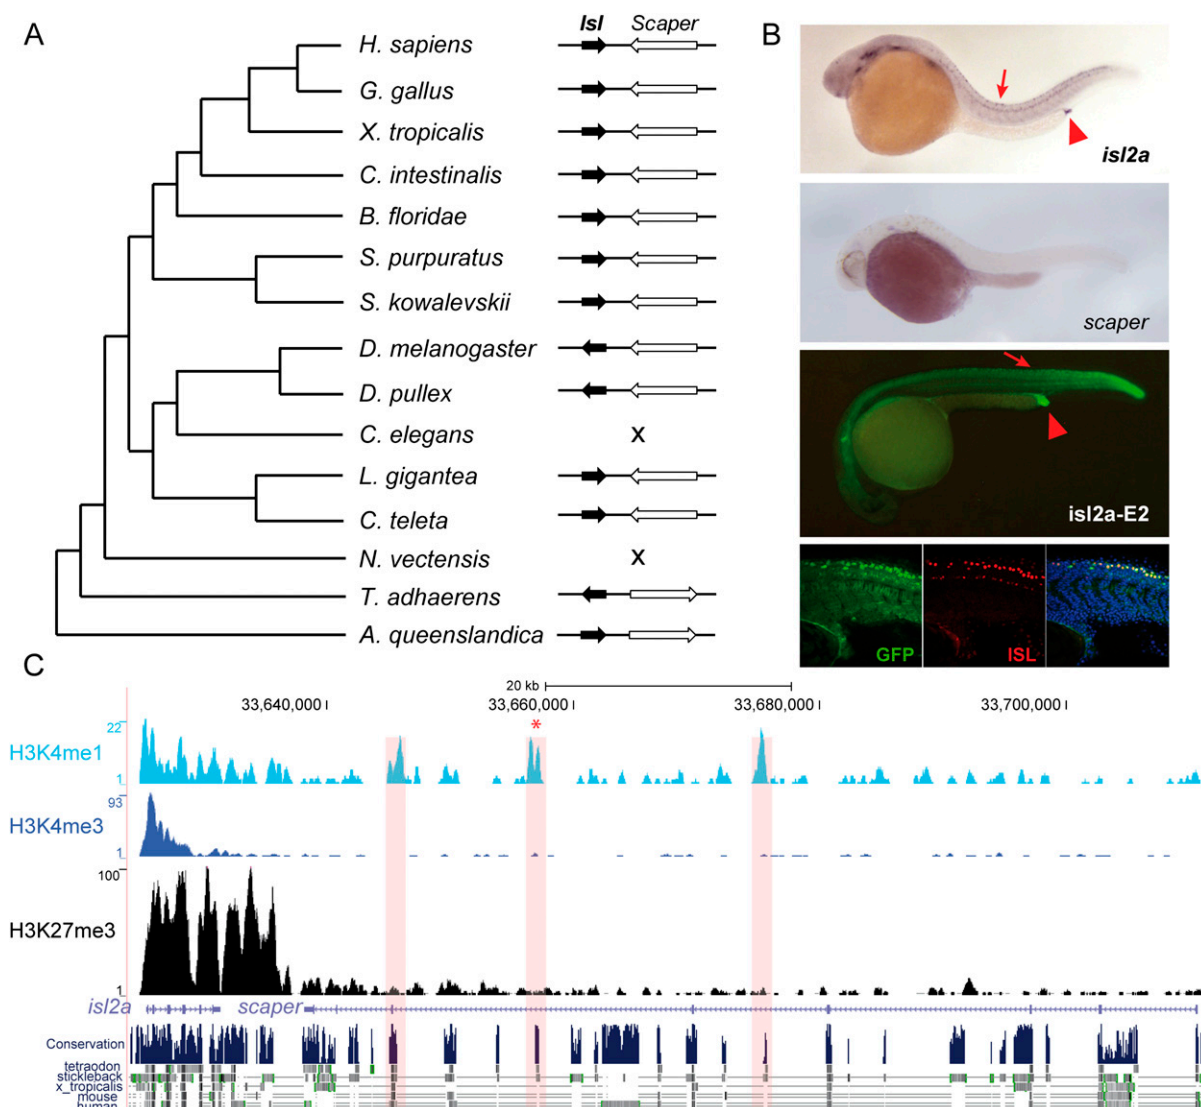 A
Isl Scaper
H. sapiens
G. gallus
X. tropicalis
C. intestinalis
B. floridae
S. purpuratus
S. kowalevskii
D. melanogaster
D. pullex
C. elegans X
L. gigantea
C. teleta
N. vectensis X
T. adhaerens
A. queenslandica
B
isl2a
scaper
isl2a-E2
GFP
ISL
C
20 kb
33,640,000 33,660,000 33,680,000 33,700,000
*
H3K4me1
22
1
H3K4me3
93
1
H3K27me3
100
1
isl2a scaper
Conservation
tetraodon
stickleback
x_tropicalis
mouse
human